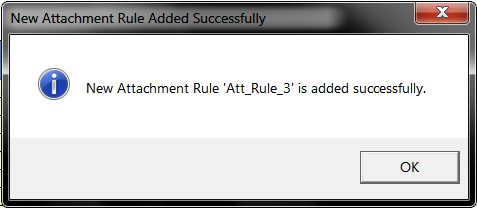 New Attachment Rule Added Successfully
New Attachment Rule 'Att_Rule_3' is added successfully.
OK